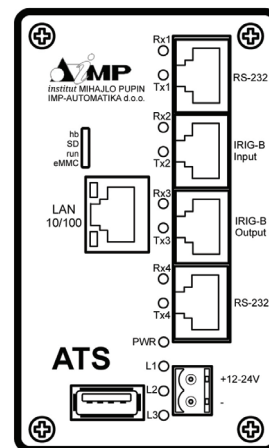 Rx1
IMP
Tx1
RS-232
institut MIHAJLO PUPIN
IMP-AUTOMATIKA d.o.o.
Rx2
hb
SD
run
eMMC
Tx2
IRIG-B
Input
LAN
10/100
Rx3
Tx3
IRIG-B
Output
Rx4
Tx4
RS-232
PWR
ATS
L1
L2
L3
+12-24V
-